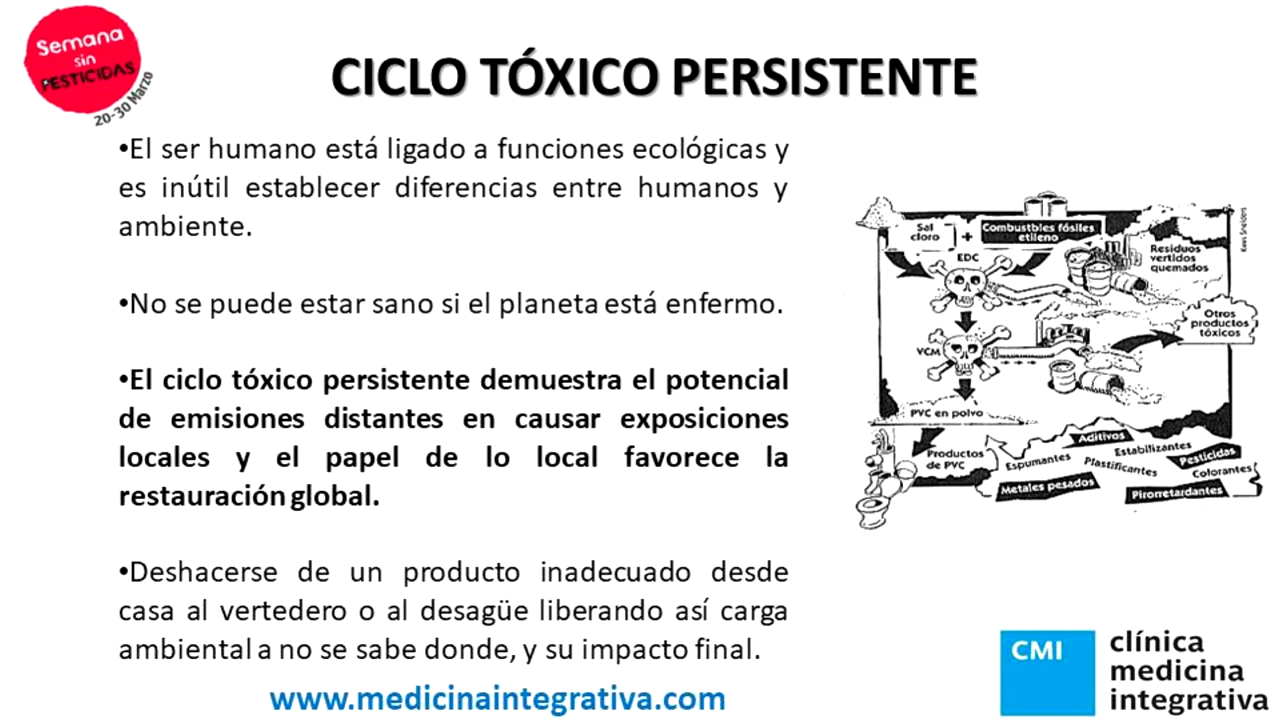 Semana
sin
PESTICIDAS
20-30 Marzo
CICLO TÓXICO PERSISTENTE
•El ser humano está ligado a funciones ecológicas y
es inútil establecer diferencias entre humanos y
ambiente.
•No se puede estar sano si el planeta está enfermo.
•El ciclo tóxico persistente demuestra el potencial
de emisiones distantes en causar exposiciones
locales y el papel de lo local favorece la
restauración global.
•Deshacerse de un producto inadecuado desde
casa al vertedero o al desagüe liberando así carga
ambiental a no se sabe donde, y su impacto final.
www.medicinaintegrativa.com
Sal
cloro
+
Combustbles fósiles
etileno
EDC
Residuos
vertidos
quemados
Otros
productos
tóxicos
VCM
PVC en polvo
Productos
de PVC
Aditivos
Espumantes
Estabilizantes
Plastificantes
Pesticidas
Colorantes
Metales pesados
Pirorretardantes
CMI
clínica
medicina
integrativa